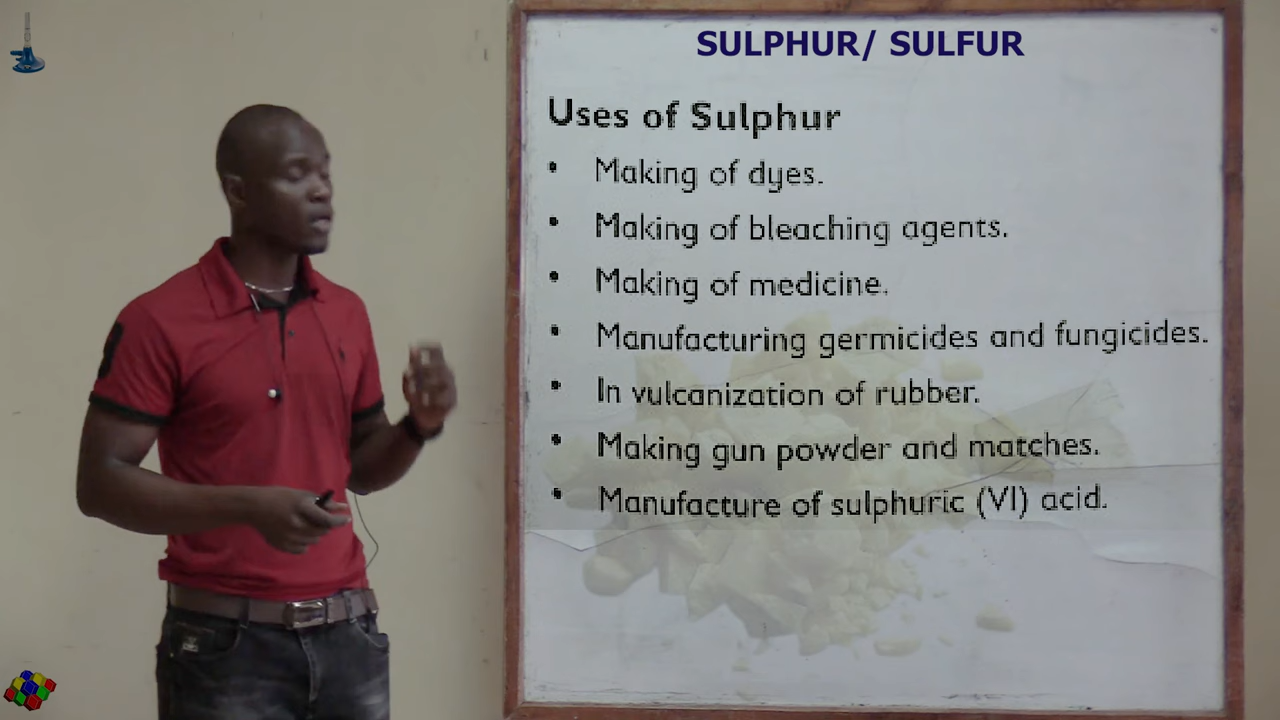 SULPHUR/ SULFUR
Uses of Sulphur
• Making of dyes.
• Making of bleaching agents.
• Making of medicine.
• Manufacturing germicides and fungicides.
• In vulcanization of rubber.
• Making gun powder and matches.
• Manufacture of sulphuric (VI) acid.